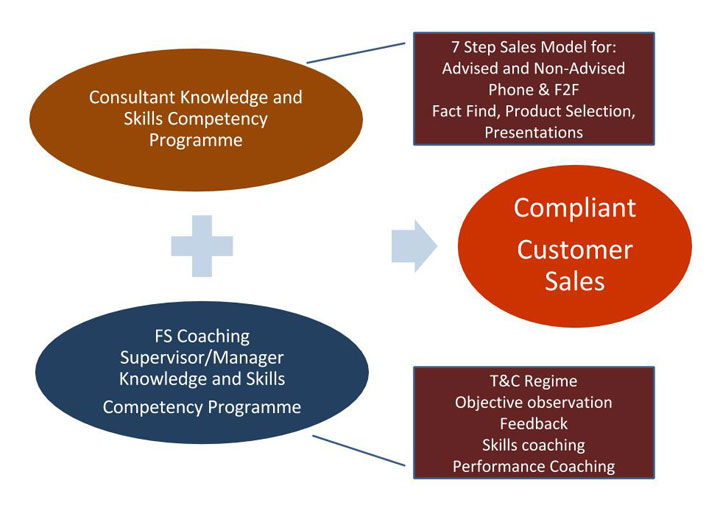 Consultant Knowledge and
Skills Competency
Programme
7 Step Sales Model for:
Advised and Non-Advised
Phone & F2F
Fact Find, Product Selection,
Presentations
Compliant
Customer
Sales
FS Coaching
Supervisor/Manager
Knowledge and Skills
Competency Programme
T&C Regime
Objective observation
Feedback
Skills coaching
Performance Coaching